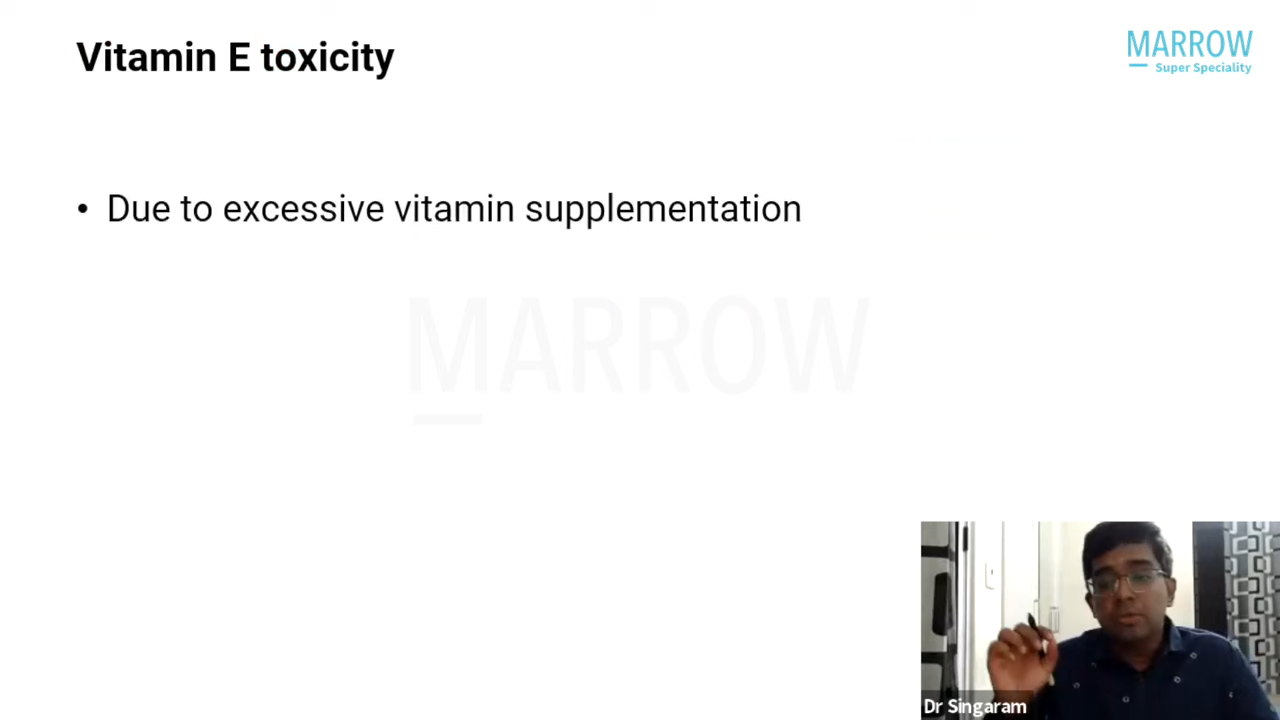 Vitamin E toxicity
MARROW
Super Speciality
• Due to excessive vitamin supplementation
MARROW
Dr Singaram